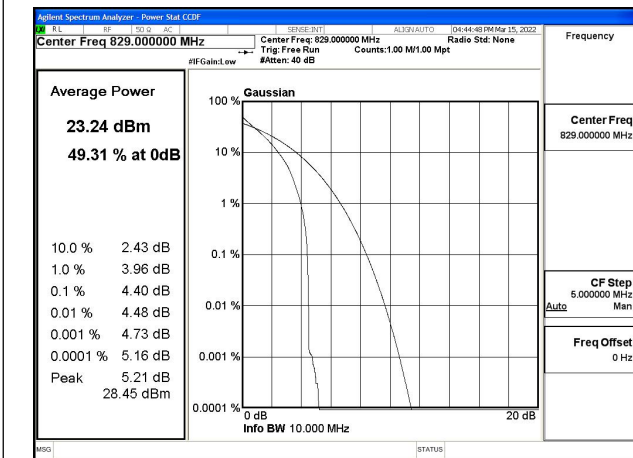 Agilent Spectrum Analyzer - Power Stat CCDF
RL RF 50 Ω AC SENSE:INT ALIGN AUTO 04:44:48 PM Mar 15, 2022
Center Freq 829.000000 MHz
Center Freq: 829.000000 MHz Radio Std: None
Trig: Free Run Counts:1.00 M/1.00 Mpt
#IFGain:Low #Atten: 40 dB
Frequency
Average Power
23.24 dBm
49.31 % at 0dB
10.0 % 2.43 dB
1.0 % 3.96 dB
0.1 % 4.40 dB
0.01 % 4.48 dB
0.001 % 4.73 dB
0.0001 % 5.16 dB
Peak 5.21 dB
28.45 dBm
Gaussian
100 %
10 %
1 %
0.1 %
0.01 %
0.001 %
0.0001 %
0 dB 20 dB
Info BW 10.000 MHz
Center Freq
829.000000 MHz
CF Step
5.000000 MHz
Auto Man
Freq Offset
0 Hz
MSG STATUS